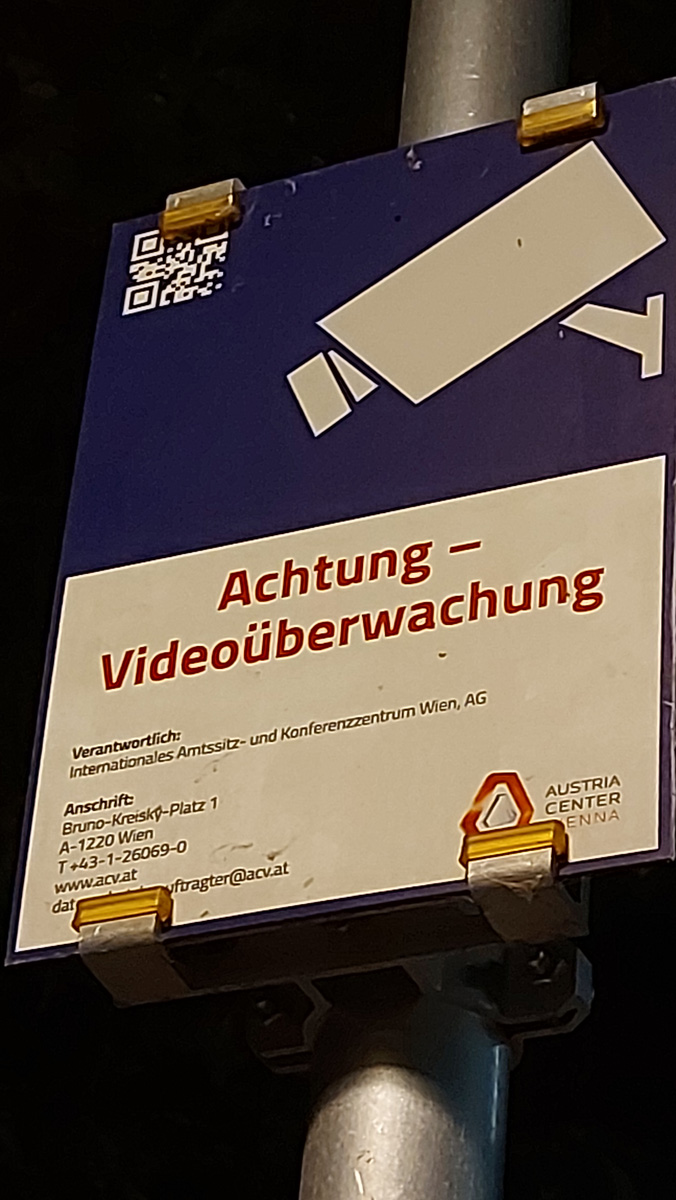 Achtung –
Videoüberwachung
Verantwortlich:
Internationales Amtssitz- und Konferenzzentrum Wien, AG
Anschrift:
Bruno-Kreisky-Platz 1
A-1220 Wien
T +43-1-26069-0
www.acv.at
AUSTRIA
CENTER